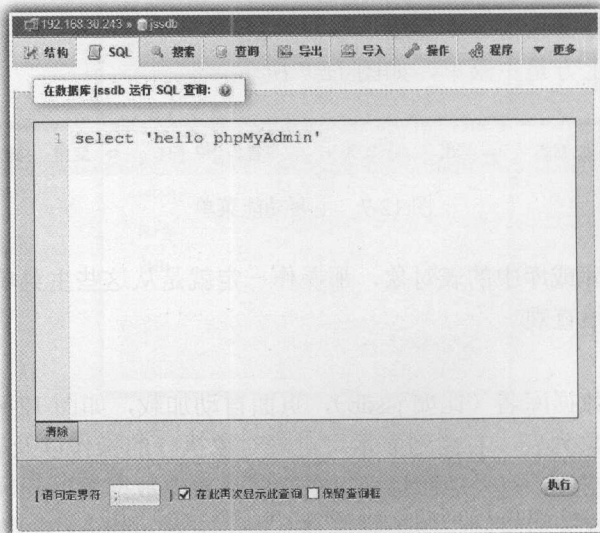 192.168.30.243 » jssdb
结构 SQL 搜索 查询 导出 导入 操作 程序 ▼ 更多
在数据库 jssdb 运行 SQL 查询:
1 select 'hello phpMyAdmin'
清除
[ 语句定界符 ; ] 在此再次显示此查询 保留查询框 执行